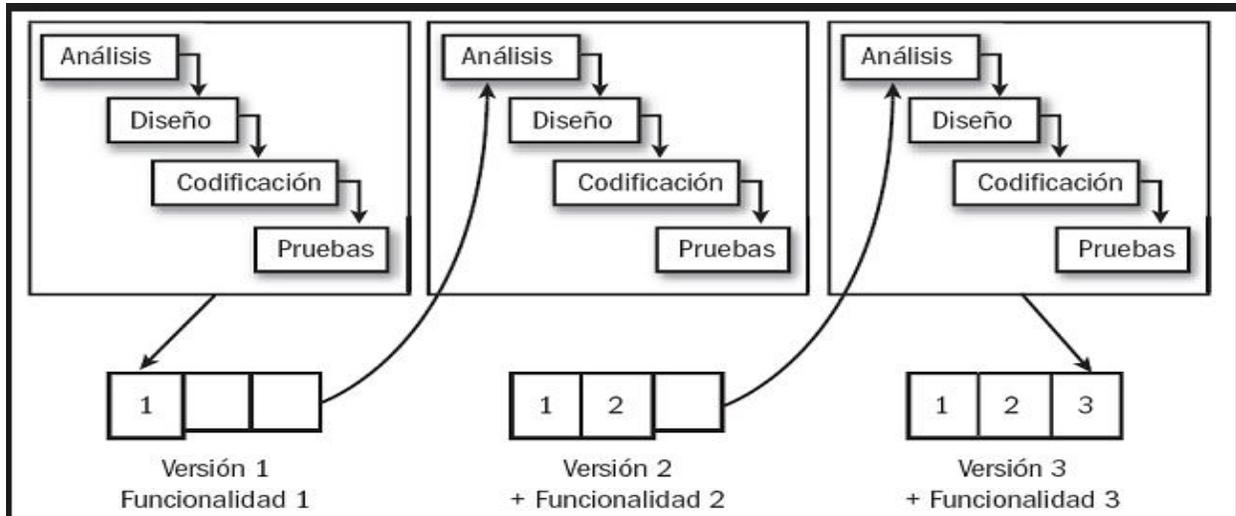 Análisis
Diseño
Codificación
Pruebas
Análisis
Diseño
Codificación
Pruebas
Análisis
Diseño
Codificación
Pruebas
1
1 2
1 2 3
Versión 1
Funcionalidad 1
Versión 2
+ Funcionalidad 2
Versión 3
+ Funcionalidad 3